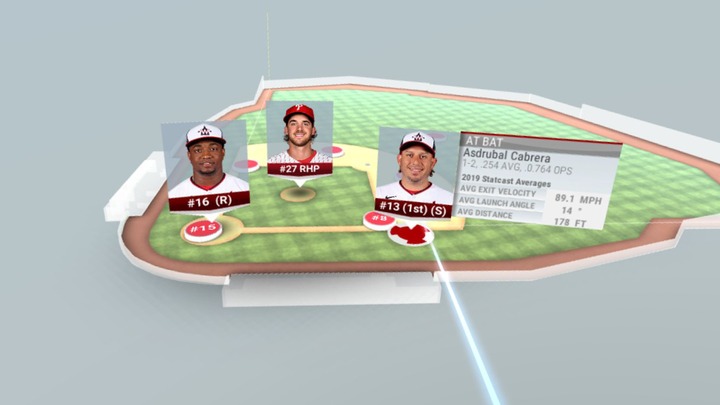 AT BAT
Asdrubal Cabrera
1-2, .254 AVG, .0.764 OPS
2019 Statcast Averages
AVG EXIT VELOCITY 89.1 MPH
AVG LAUNCH ANGLE 14 °
AVG DISTANCE 178 FT
#27 RHP
#16 (R)
#13 (1st) (S)
#15